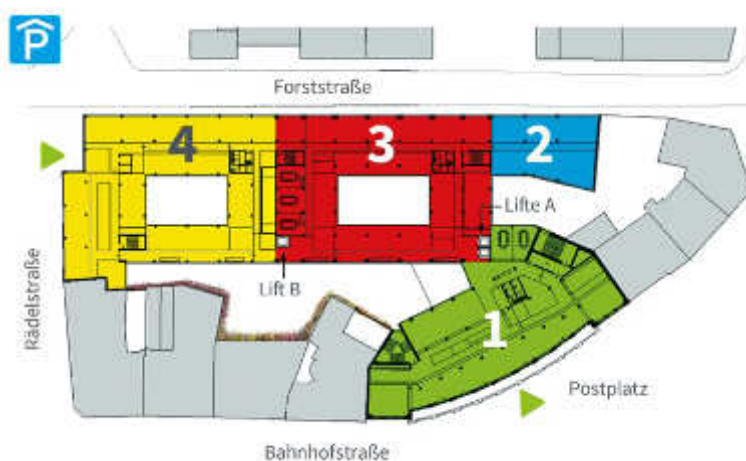 P
Forststraße
4
3
2
Lifte A
Lift B
Rädelstraße
1
Postplatz
Bahnhofstraße